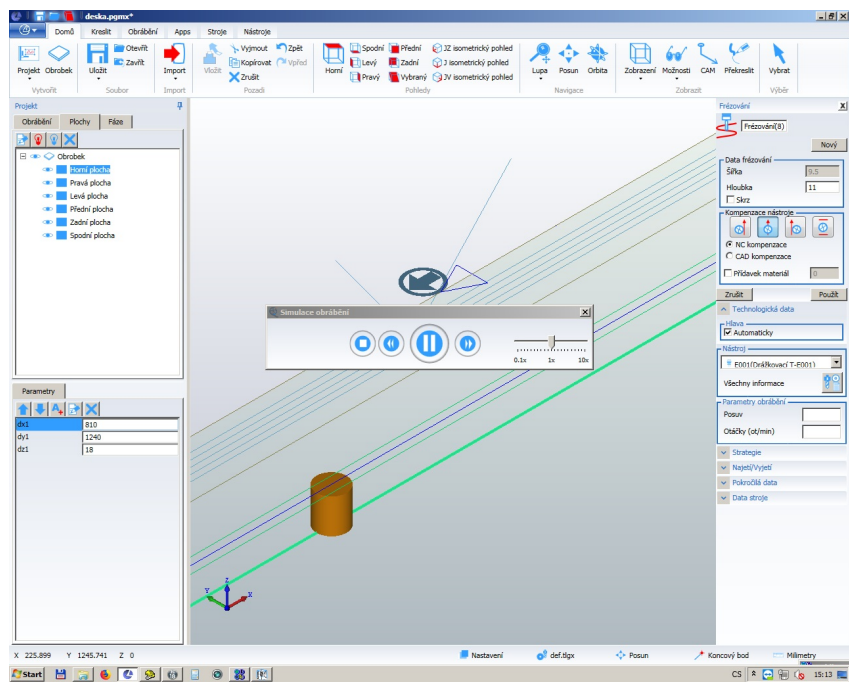 deska.pgmx*
Domů Kreslit Obrábění Apps Stroje Nástroje
Projekt Obrobek Uložit Otevřít Zavřít Import Vložit Vyjmout Kopírovat Zrušit Zpět Vpřed Horní Spodní Levý Pravý Přední Zadní Vybraný JZ isometrický pohled J isometrický pohled JV isometrický pohled Lupa Posun Orbita Zobrazení Možnosti CAM Překreslit Vybrat
Vytvořit Soubor Import Pozadí Pohledy Navigace Zobrazit Výběr
Projekt
Obrábění Plochy Fáze
Obrobek
Horní plocha
Pravá plocha
Levá plocha
Přední plocha
Zadní plocha
Spodní plocha
Parametry
dx1 810
dy1 1240
dz1 18
Simulace obrábění
0.1x 1x 10x
Z
Y X
Frézování
Frézování(8)
Nový
Data frézování
Šířka 9.5
Hloubka 11
Skrz
Kompenzace nástroje
NC kompenzace
CAD kompenzace
Přídavek materiál 0
Zrušit Použít
Technologická data
Hlava
Automaticky
Nástroj
E001(Drážkovací T-E001)
Všechny informace
Parametry obrábění
Posuv
Otáčky (ot/min)
Strategie
Najetí/Vyjetí
Pokročilá data
Data stroje
X 225.899 Y 1245.741 Z 0 Nastavení def.tlgx Posun Koncový bod Milimetry
Start CS 15:13